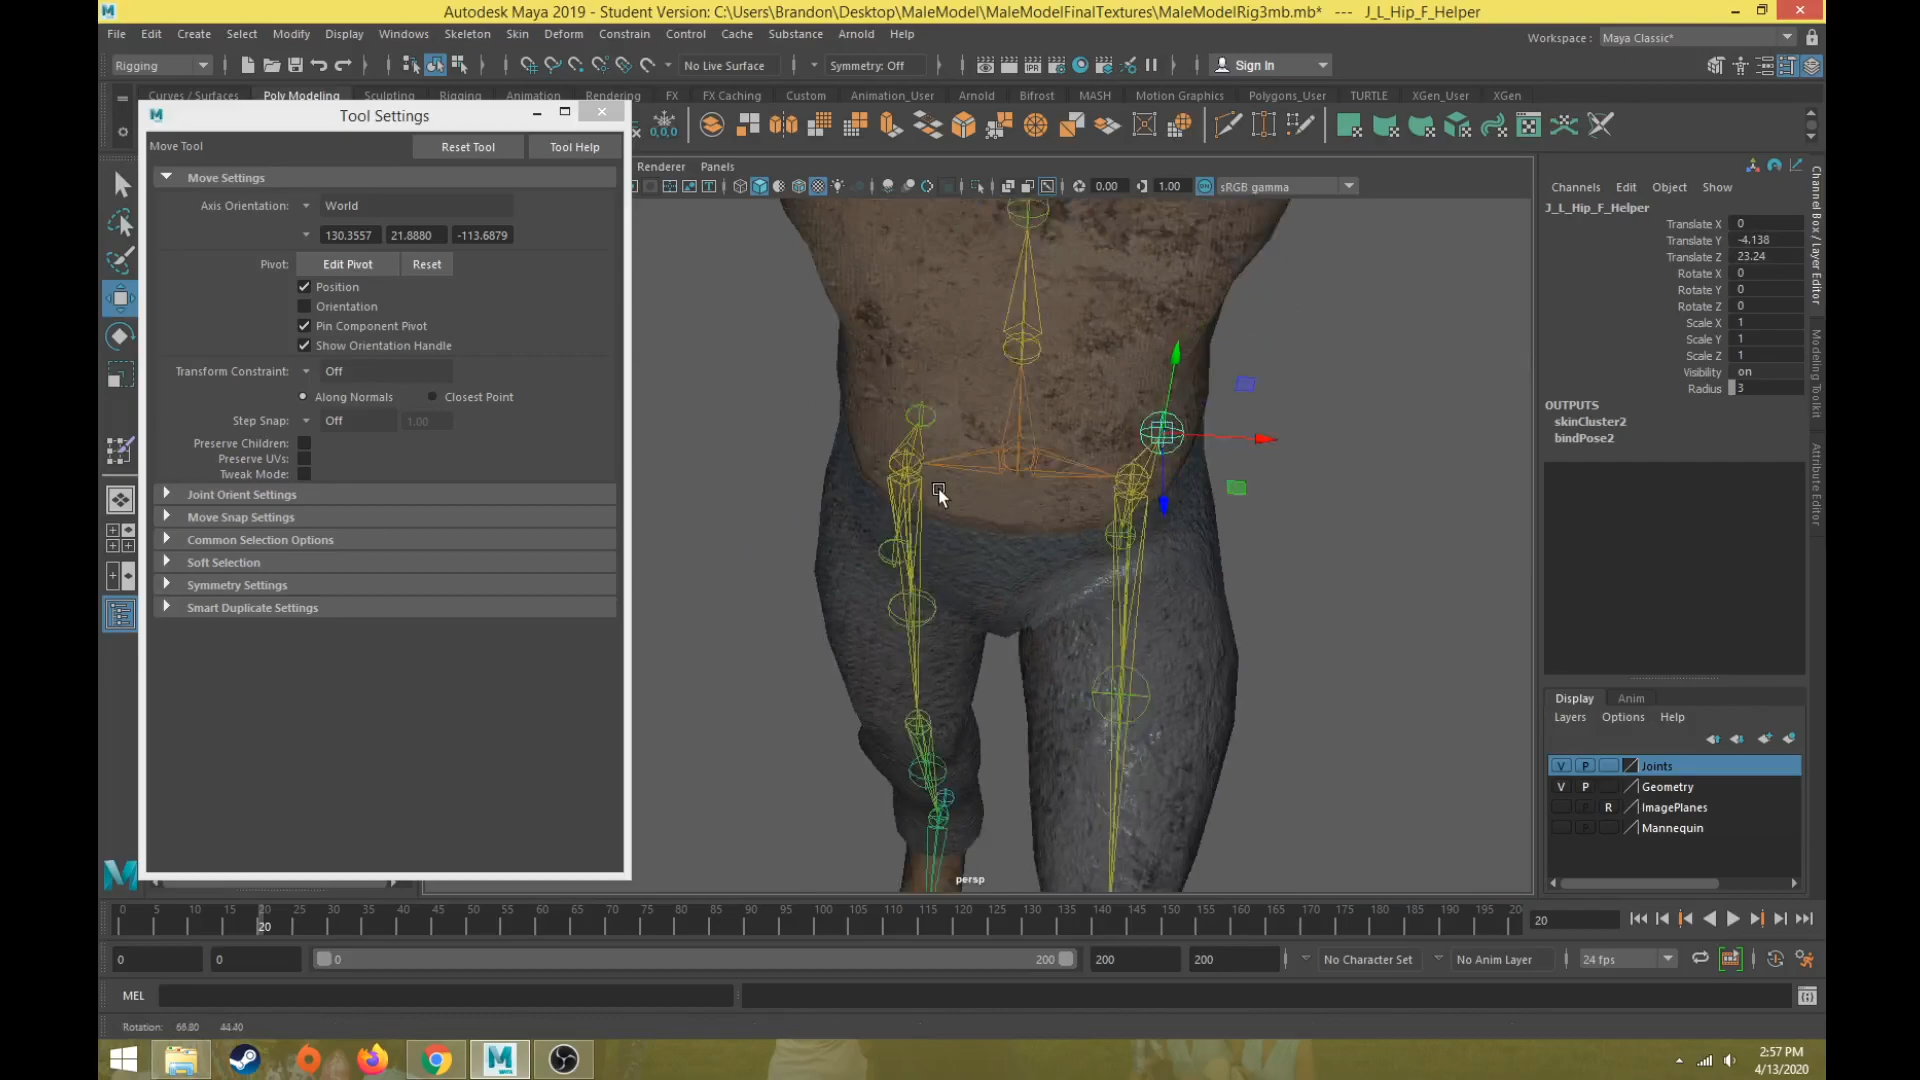 Autodesk Maya 2019 - Student Version: C:\Users\Brandon\Desktop\MaleModel\MaleModelFinalTextures\MaleModelRig3mb.mb* --- J_L_Hip_F_Helper
File Edit Create Select Modify Display Windows Skeleton Skin Deform Constrain Control Cache Substance Arnold Help
Workspace : Maya Classic*
Rigging No Live Surface Symmetry: Off Sign In
Curves / Surfaces Poly Modeling Sculpting Rigging Animation Rendering FX FX Caching Custom Animation_User Arnold Bifrost MASH Motion Graphics Polygons_User TURTLE XGen_User XGen
Tool Settings
Move Tool Reset Tool Tool Help
Move Settings
Axis Orientation: World
130.3557 21.8880 -113.6879
Pivot: Edit Pivot Reset
Position
Orientation
Pin Component Pivot
Show Orientation Handle
Transform Constraint: Off
Along Normals Closest Point
Step Snap: Off 1.00
Preserve Children:
Preserve UVs:
Tweak Mode:
Joint Orient Settings
Move Snap Settings
Common Selection Options
Soft Selection
Symmetry Settings
Smart Duplicate Settings
Renderer Panels
0.00 1.00 sRGB gamma
persp
Channels Edit Object Show
J_L_Hip_F_Helper
Translate X 0
Translate Y -4.138
Translate Z 23.24
Rotate X 0
Rotate Y 0
Rotate Z 0
Scale X 1
Scale Y 1
Scale Z 1
Visibility on
Radius 3
OUTPUTS
skinCluster2
bindPose2
Channel Box / Layer Editor
Modeling Toolkit
Attribute Editor
Display Anim
Layers Options Help
V P Joints
V P Geometry
P R ImagePlanes
P Mannequin
0 5 10 15 20 25 30 35 40 45 50 55 60 65 70 75 80 85 90 95 100 105 110 115 120 125 130 135 140 145 150 155 160 165 170 175 180 185 190 195 20
20 20
0 0 0 200 200 200 No Character Set No Anim Layer 24 fps
MEL
Rotation: 66.80 44.40
2:57 PM
4/13/2020